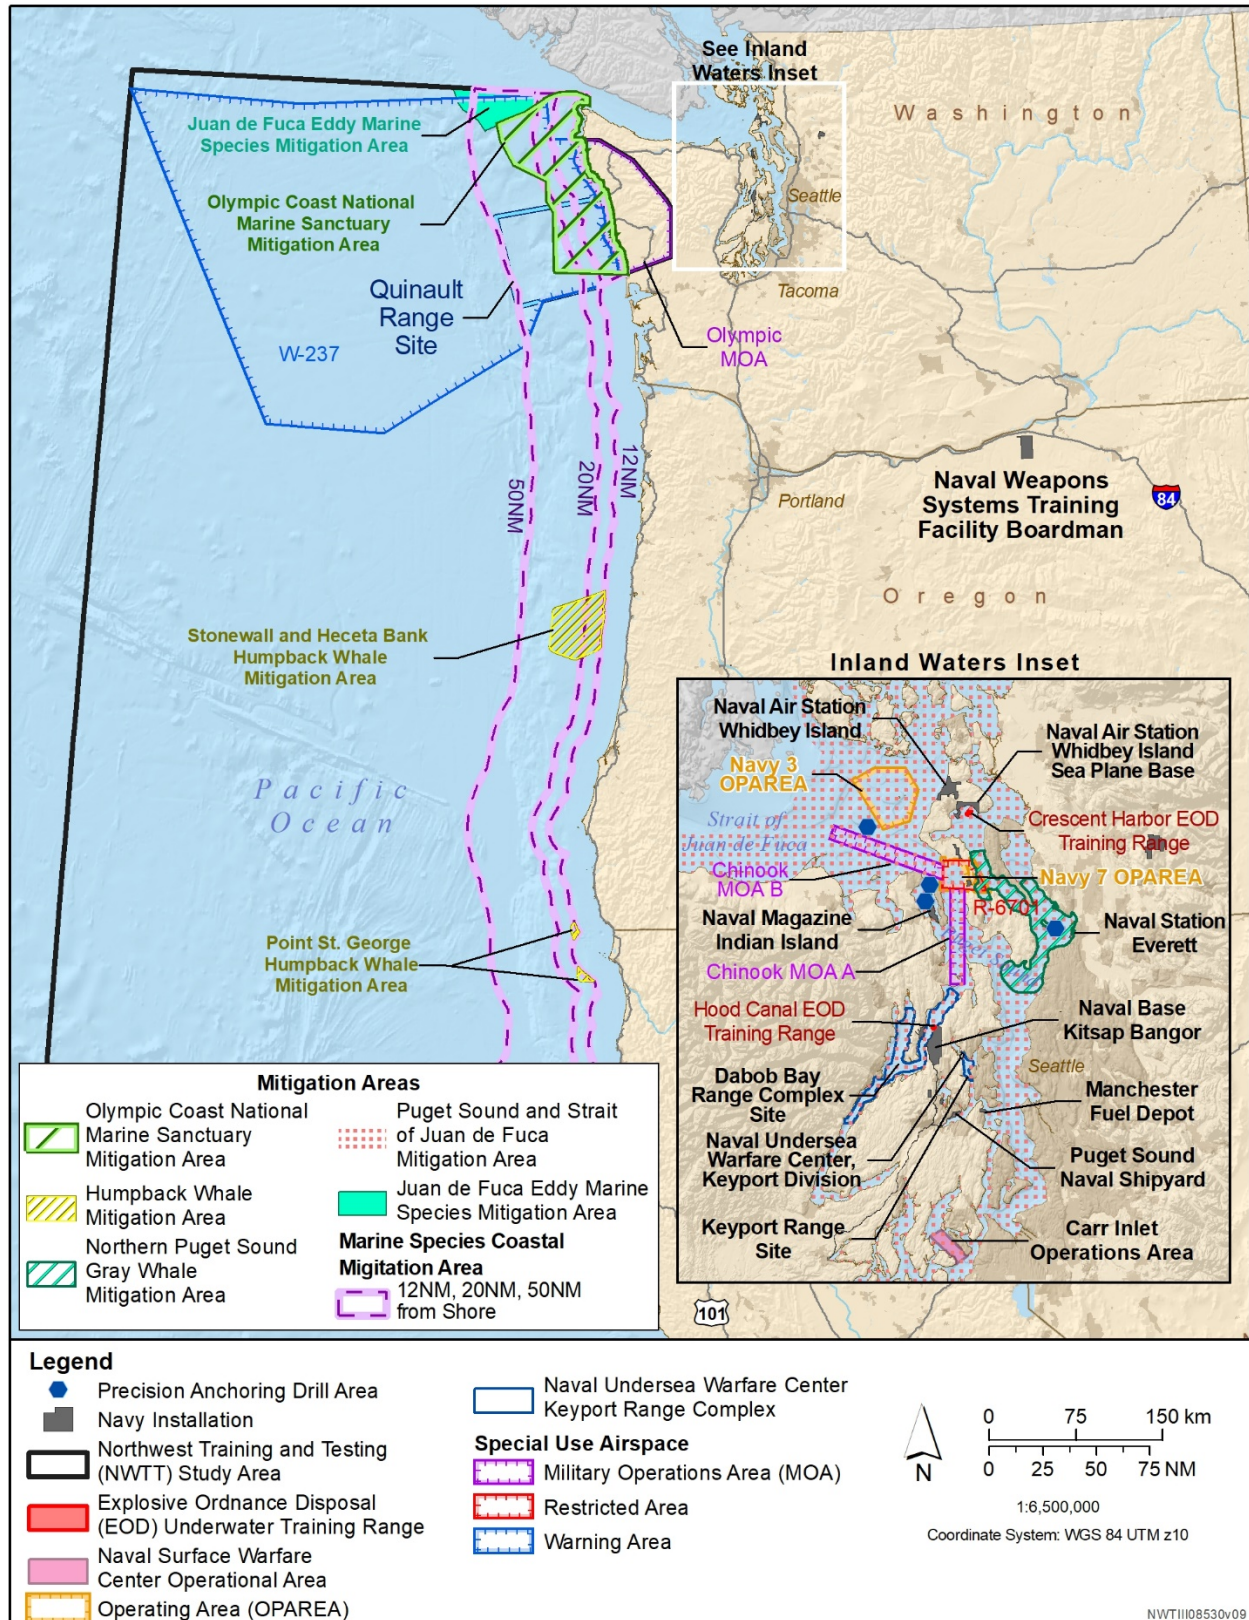 See Inland
Waters Inset
Washington
Juan de Fuca Eddy Marine
Species Mitigation Area
Olympic Coast National
Marine Sanctuary
Mitigation Area
Seattle
Quinault
Range
Site
Tacoma
Olympic
MOA
W-237
12NM
20NM
50NM
Naval Weapons
Systems Training
Facility Boardman
84
Portland
Oregon
Stonewall and Heceta Bank
Humpback Whale
Mitigation Area
Pacific
Ocean
Point St. George
Humpback Whale
Mitigation Area
Inland Waters Inset
Naval Air Station
Whidbey Island
Naval Air Station
Whidbey Island
Sea Plane Base
Navy 3
OPAREA
Strait of
Juan de Fuca
Crescent Harbor EOD
Training Range
Chinook
MOA B
Navy 7 OPAREA
R-6701
Naval Magazine
Indian Island
Naval Station
Everett
Chinook MOA A
Hood Canal EOD
Training Range
Naval Base
Kitsap Bangor
Seattle
Dabob Bay
Range Complex
Site
Manchester
Fuel Depot
Naval Undersea
Warfare Center,
Keyport Division
Puget Sound
Naval Shipyard
Keyport Range
Site
Carr Inlet
Operations Area
101
Mitigation Areas
Olympic Coast National
Marine Sanctuary
Mitigation Area
Humpback Whale
Mitigation Area
Northern Puget Sound
Gray Whale
Mitigation Area
Puget Sound and Strait
of Juan de Fuca
Mitigation Area
Juan de Fuca Eddy Marine
Species Mitigation Area
Marine Species Coastal
Migitation Area
12NM, 20NM, 50NM
from Shore
Legend
Precision Anchoring Drill Area
Navy Installation
Northwest Training and Testing
(NWTT) Study Area
Explosive Ordnance Disposal
(EOD) Underwater Training Range
Naval Surface Warfare
Center Operational Area
Operating Area (OPAREA)
Naval Undersea Warfare Center
Keyport Range Complex
Special Use Airspace
Military Operations Area (MOA)
Restricted Area
Warning Area
N
0 75 150 km
0 25 50 75 NM
1:6,500,000
Coordinate System: WGS 84 UTM z10
NWTIII08530v09